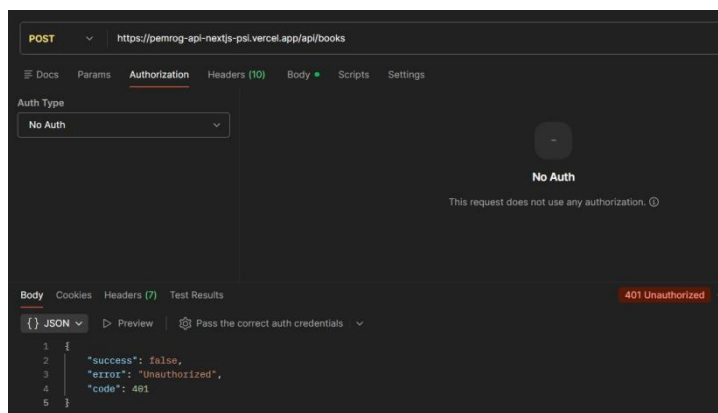 POST https://pemrog-api-nextjs-psi.vercel.app/api/books
Docs Params Authorization Headers (10) Body Scripts Settings
Auth Type
No Auth
No Auth
This request does not use any authorization.
Body Cookies Headers (7) Test Results 401 Unauthorized
{} JSON Preview Pass the correct auth credentials
1 {
2 "success": false,
3 "error": "Unauthorized",
4 "code": 401
5 }